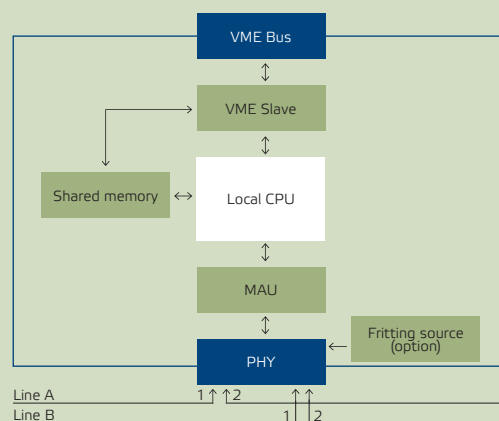 VME Bus
VME Slave
Shared memory
Local CPU
MAU
Fritting source
(option)
PHY
Line A
1 2
Line B
1 2